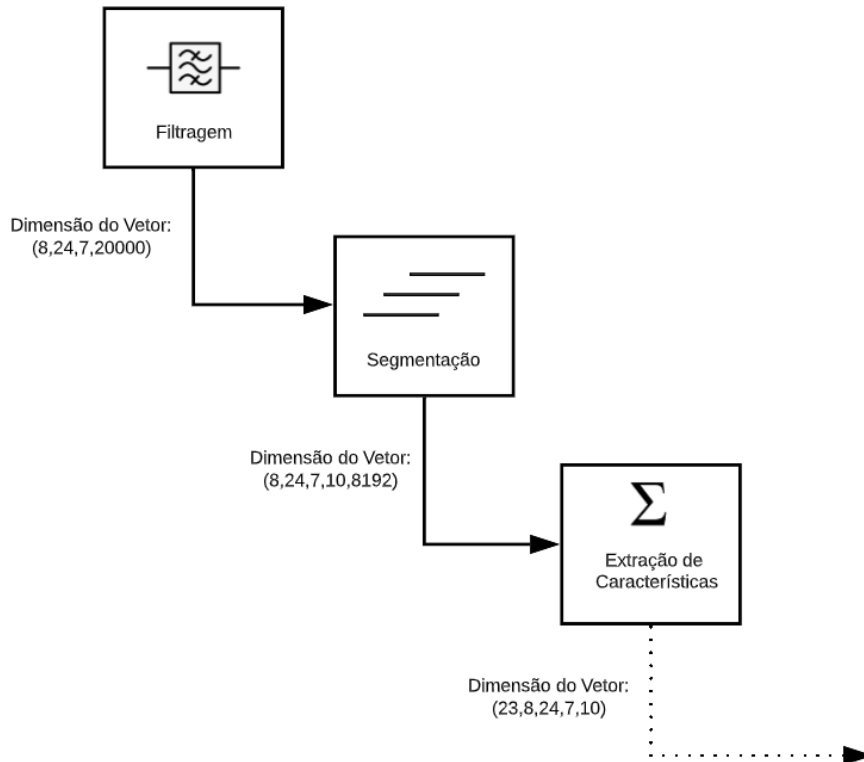 Filtragem
Dimensão do Vetor:
(8,24,7,20000)
Segmentação
Dimensão do Vetor:
(8,24,7,10,8192)
Σ
Extração de
Características
Dimensão do Vetor:
(23,8,24,7,10)